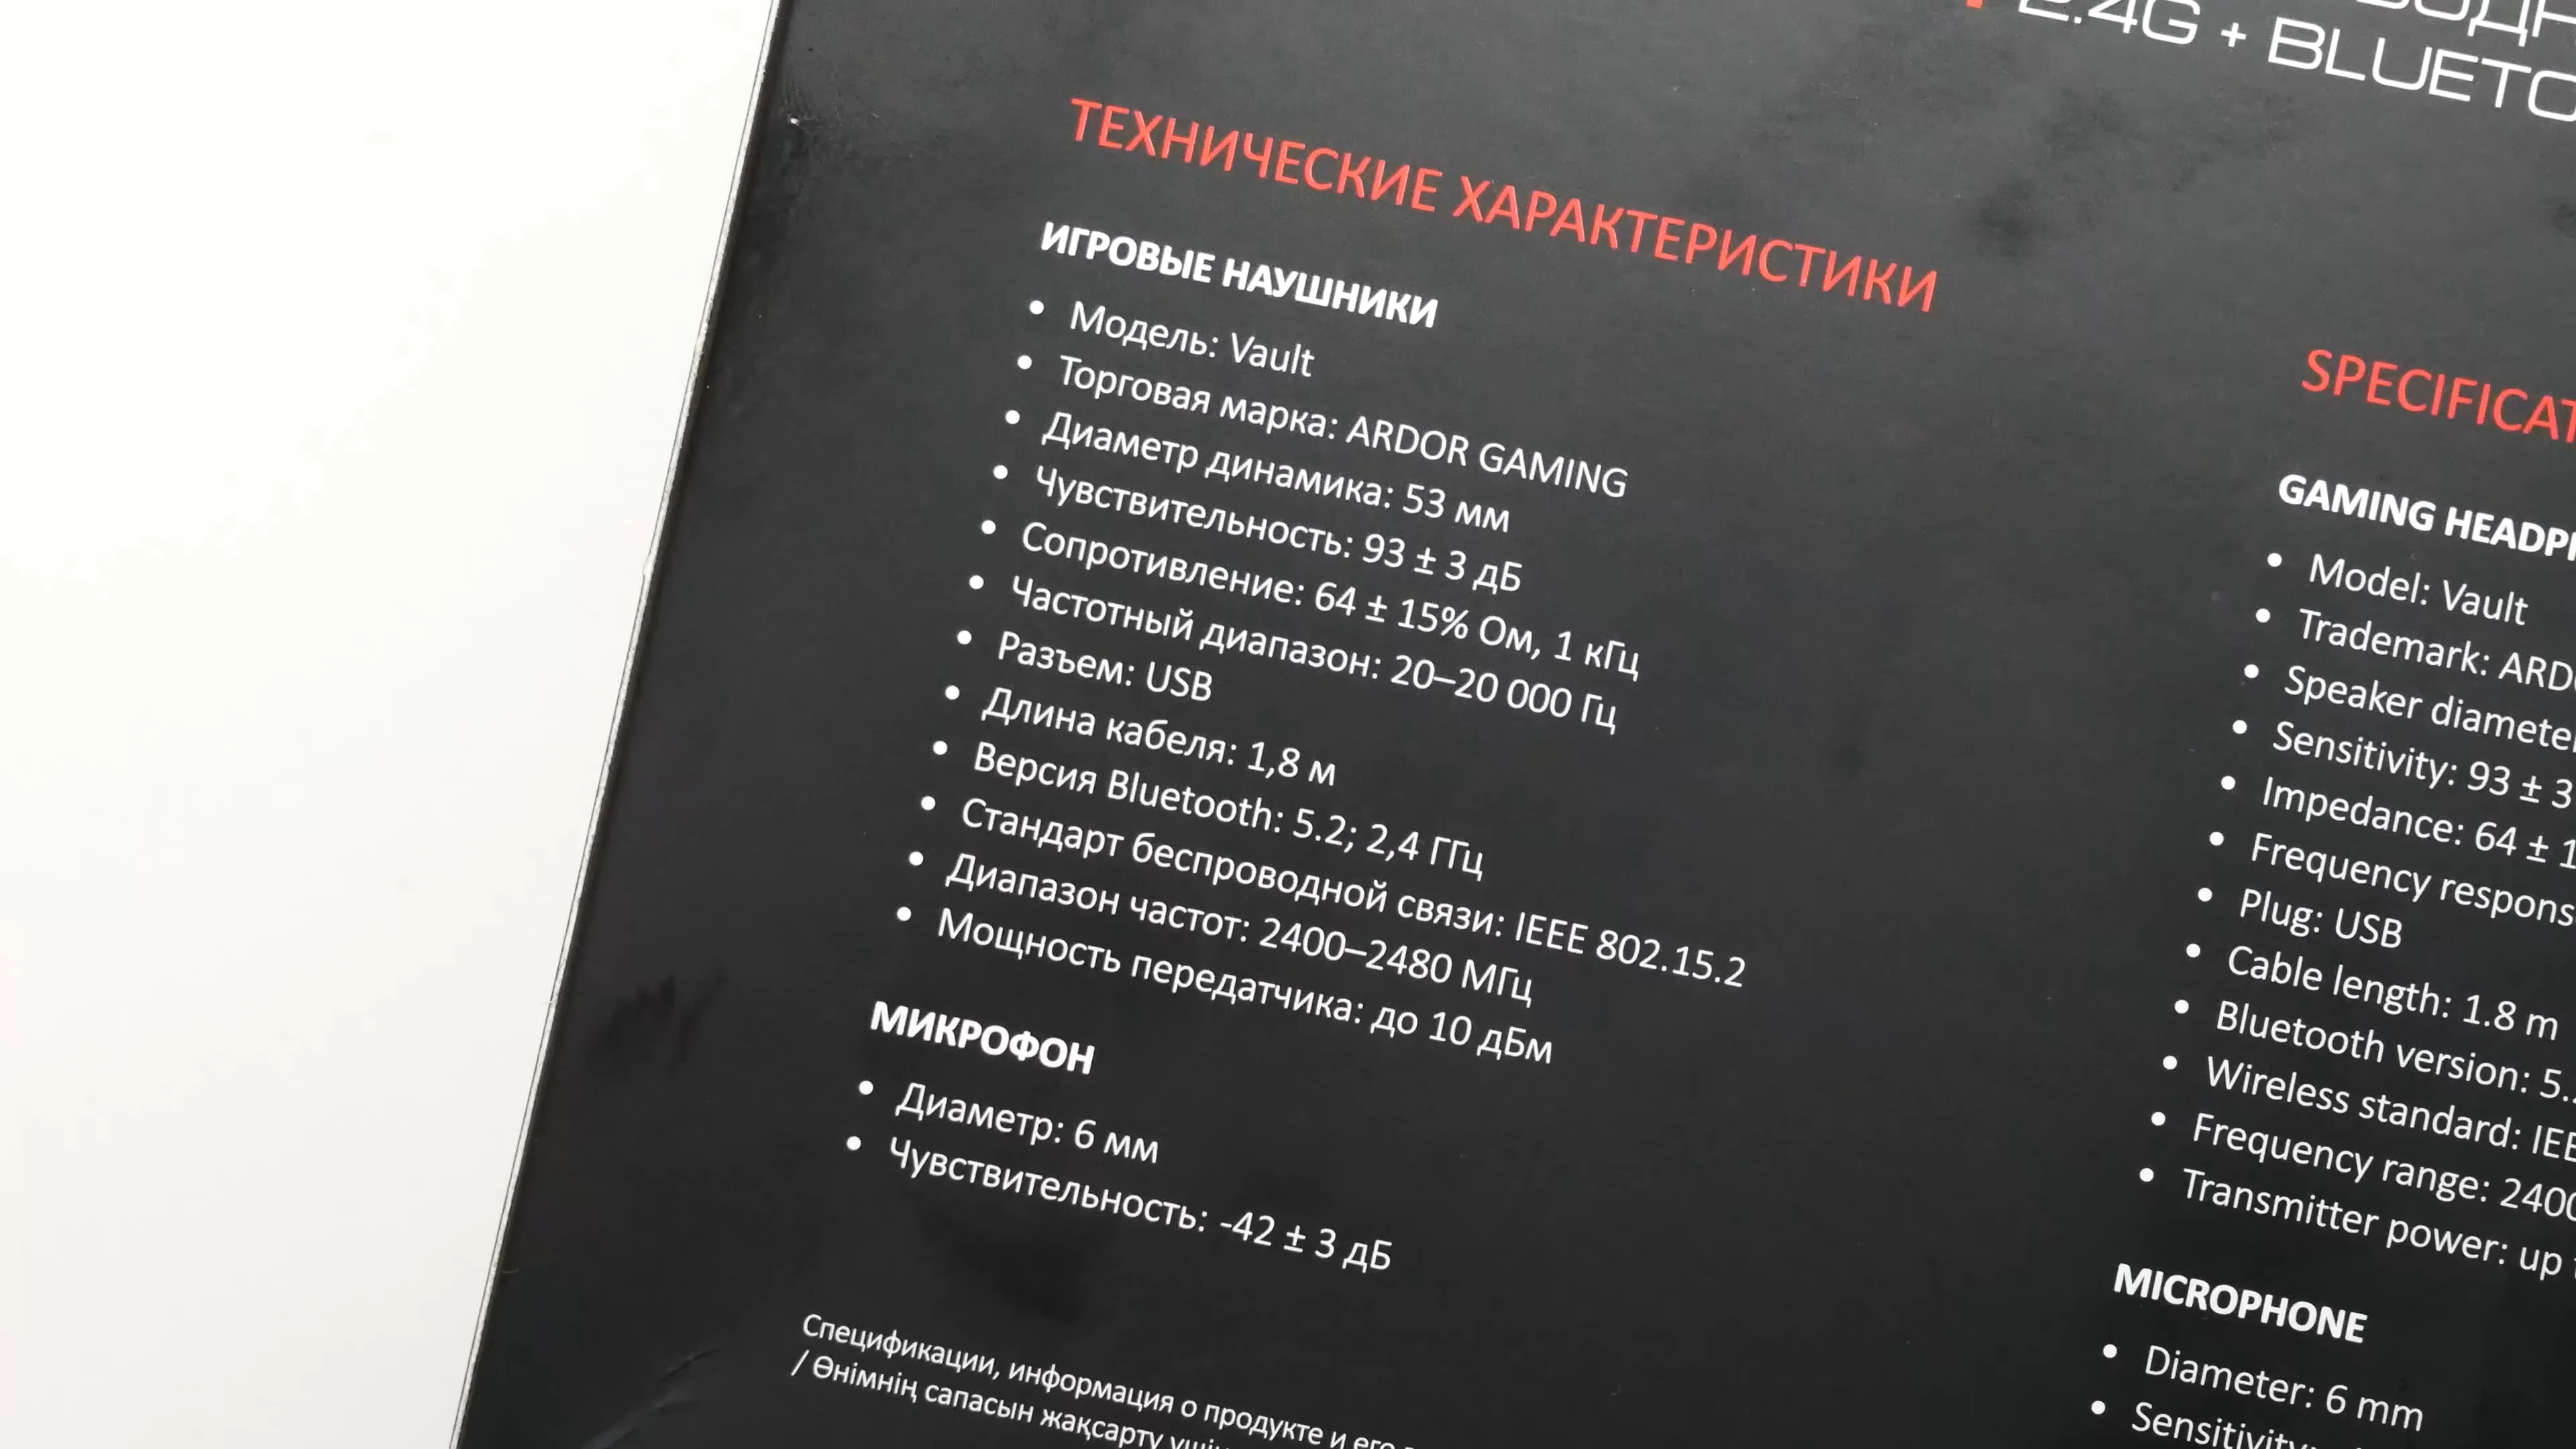 2.4G + BLUETO
ТЕХНИЧЕСКИЕ ХАРАКТЕРИСТИКИ
ИГРОВЫЕ НАУШНИКИ
• Модель: Vault
• Торговая марка: ARDOR GAMING
• Диаметр динамика: 53 мм
• Чувствительность: 93 ± 3 дБ
• Сопротивление: 64 ± 15% Ом, 1 кГц
• Частотный диапазон: 20–20 000 Гц
• Разъем: USB
• Длина кабеля: 1,8 м
• Версия Bluetooth: 5.2; 2,4 ГГц
• Стандарт беспроводной связи: IEEE 802.15.2
• Диапазон частот: 2400–2480 МГц
• Мощность передатчика: до 10 дБм
МИКРОФОН
• Диаметр: 6 мм
• Чувствительность: -42 ± 3 дБ
Спецификации, информация о продукте и его
/ Өнімнің сапасын жақсарту үшін
SPECIFICAT
GAMING HEADP
• Model: Vault
• Trademark: ARD
• Speaker diameter
• Sensitivity: 93 ± 3
• Impedance: 64 ± 1
• Frequency respons
• Plug: USB
• Cable length: 1.8 m
• Bluetooth version: 5.
• Wireless standard: IEE
• Frequency range: 2400
• Transmitter power: up
MICROPHONE
• Diameter: 6 mm
• Sensitivity